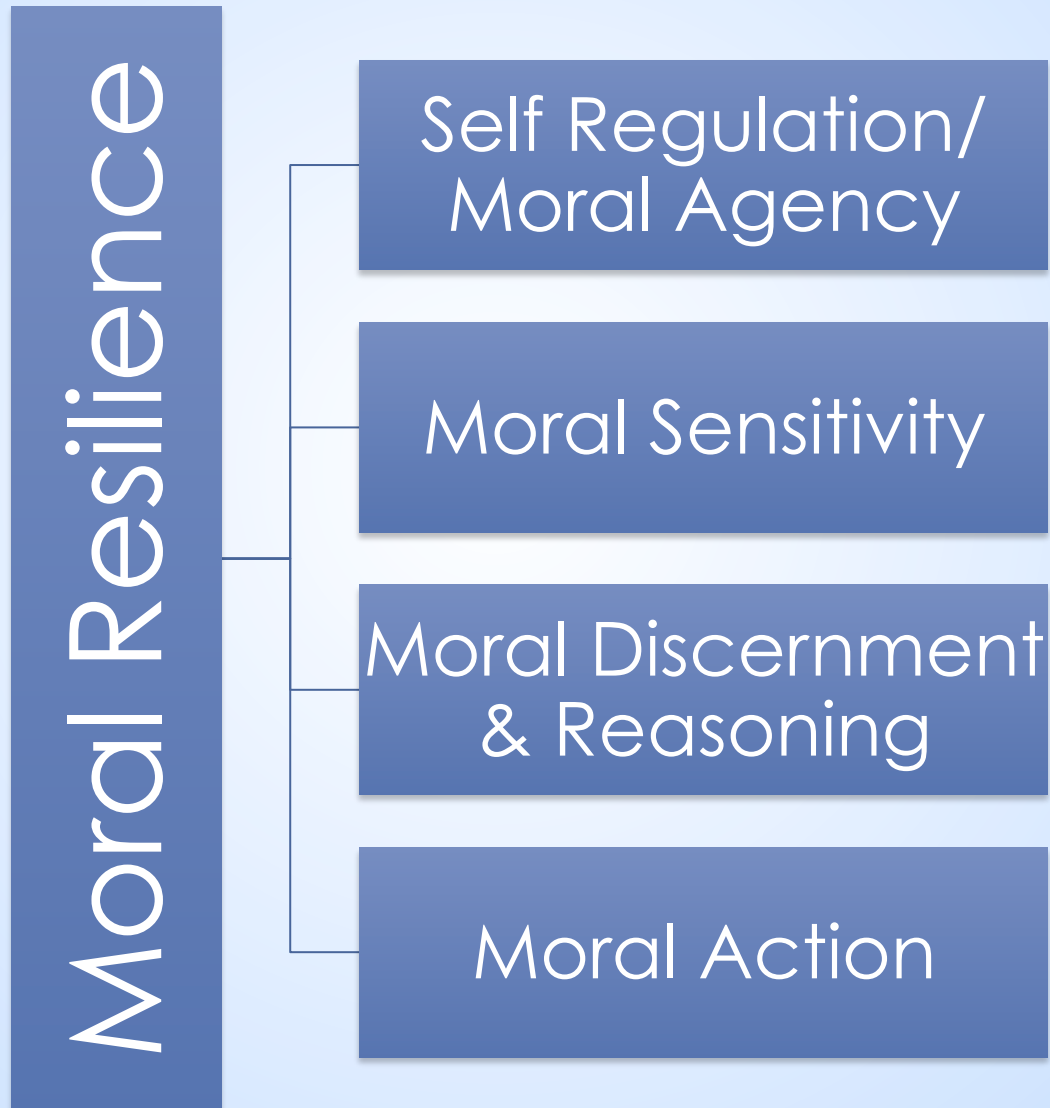 Moral Resilience
Self Regulation/
Moral Agency
Moral Sensitivity
Moral Discernment
& Reasoning
Moral Action